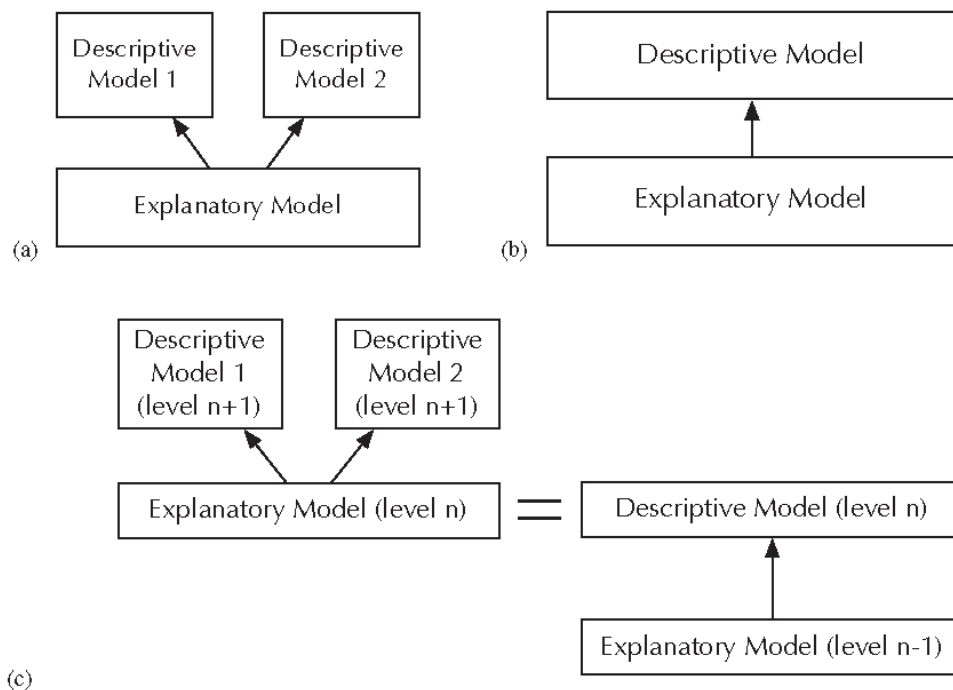 Descriptive
Model 1
Descriptive
Model 2
Explanatory Model
(a)
Descriptive Model
Explanatory Model
(b)
Descriptive
Model 1
(level n+1)
Descriptive
Model 2
(level n+1)
Explanatory Model (level n)
=
Descriptive Model (level n)
Explanatory Model (level n-1)
(c)